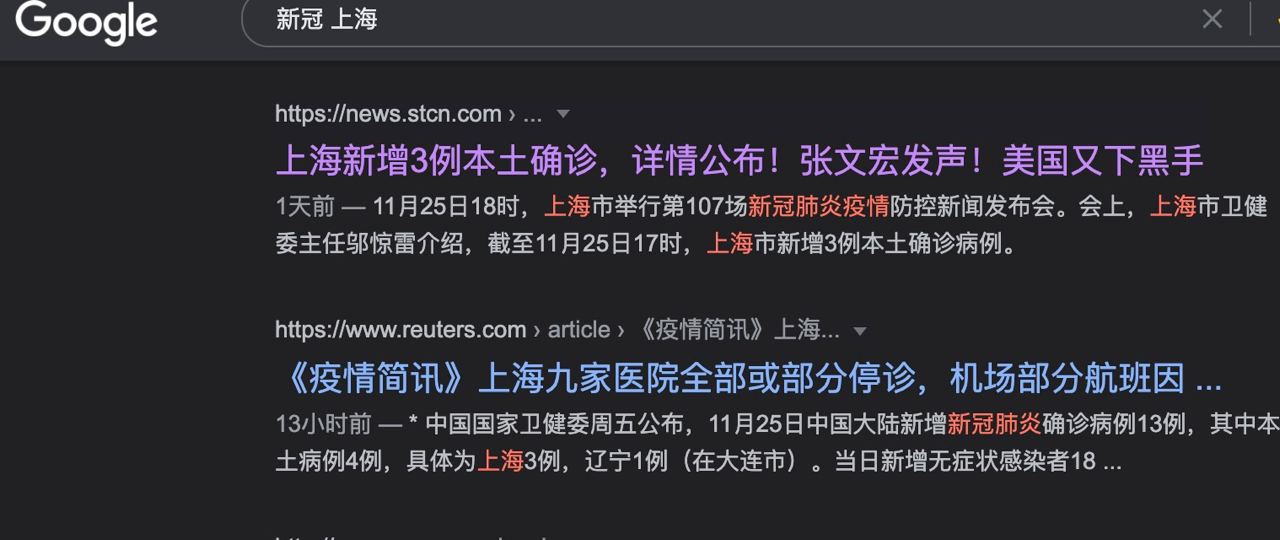 Google
新冠 上海
https://news.stcn.com › ...
上海新增3例本土确诊，详情公布！张文宏发声！美国又下黑手
1天前 — 11月25日18时，上海市举行第107场新冠肺炎疫情防控新闻发布会。会上，上海市卫健
委主任邬惊雷介绍，截至11月25日17时，上海市新增3例本土确诊病例。
https://www.reuters.com › article › 《疫情简讯》上海...
《疫情简讯》上海九家医院全部或部分停诊，机场部分航班因 ...
13小时前 — * 中国国家卫健委周五公布，11月25日中国大陆新增新冠肺炎确诊病例13例，其中本
土病例4例，具体为上海3例，辽宁1例（在大连市）。当日新增无症状感染者18 ...